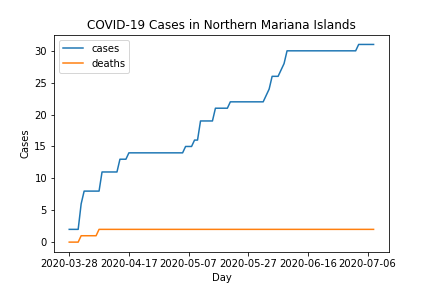 COVID-19 Cases in Northern Mariana Islands
cases
deaths
Cases
30
25
20
15
10
5
0
2020-03-28 2020-04-17 2020-05-07 2020-05-27 2020-06-16 2020-07-06
Day